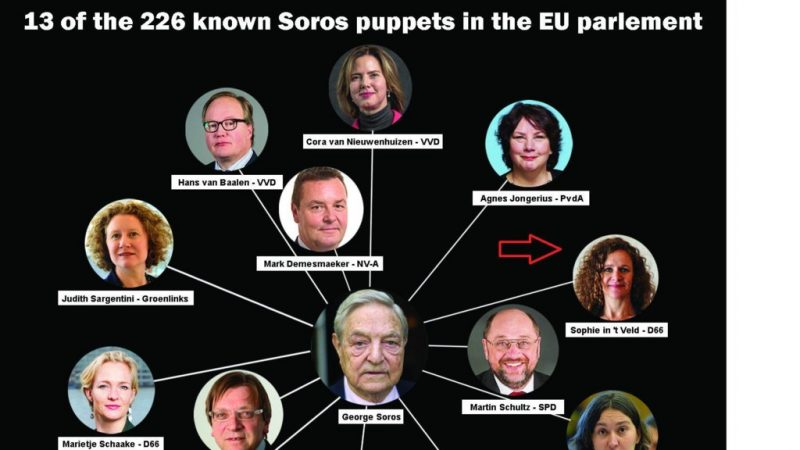 13 of the 226 known Soros puppets in the EU parlement
Cora van Nieuwenhuizen - VVD
Hans van Baalen - VVD
Agnes Jongerius - PvdA
Mark Demesmaeker - NV-A
Judith Sargentini - Groenlinks
Sophie in 't Veld - D66
George Soros
Martin Schultz - SPD
Marietje Schaake - D66